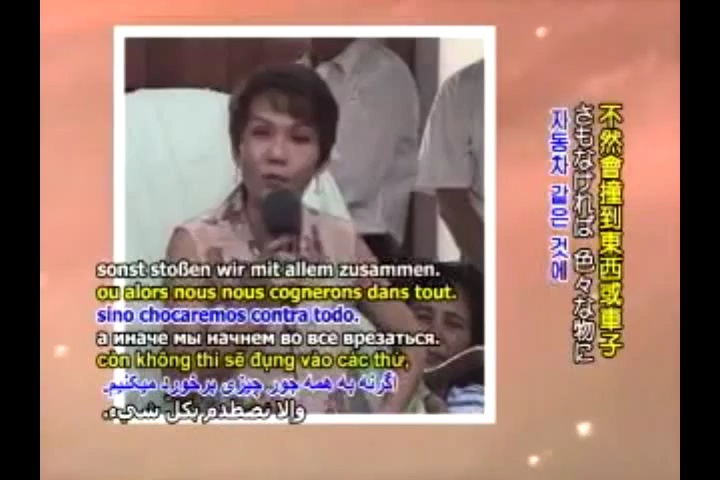 不然會撞到東西或車子
さもなければ 色々な物に
자동차 같은 것에
sonst stoßen wir mit allem zusammen.
ou alors nous nous cognerons dans tout.
sino chocaremos contra todo.
а иначе мы начнем во все врезаться.
còn không thì sẽ đụng vào các thứ,
اگرنه به همه جور چیزی برخورد میکنیم.
وإلا نصطدم بكل شيء.